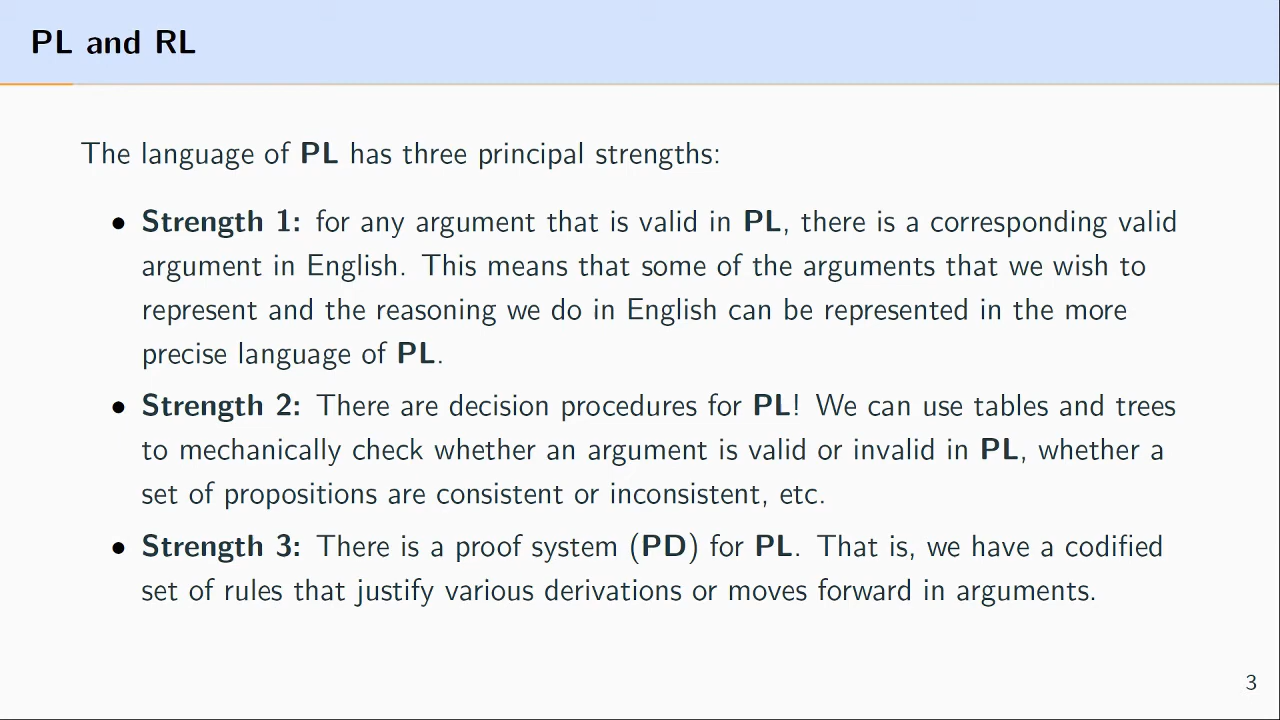 PL and RL
The language of PL has three principal strengths:
• Strength 1: for any argument that is valid in PL, there is a corresponding valid
argument in English. This means that some of the arguments that we wish to
represent and the reasoning we do in English can be represented in the more
precise language of PL.
• Strength 2: There are decision procedures for PL! We can use tables and trees
to mechanically check whether an argument is valid or invalid in PL, whether a
set of propositions are consistent or inconsistent, etc.
• Strength 3: There is a proof system (PD) for PL. That is, we have a codified
set of rules that justify various derivations or moves forward in arguments.
3